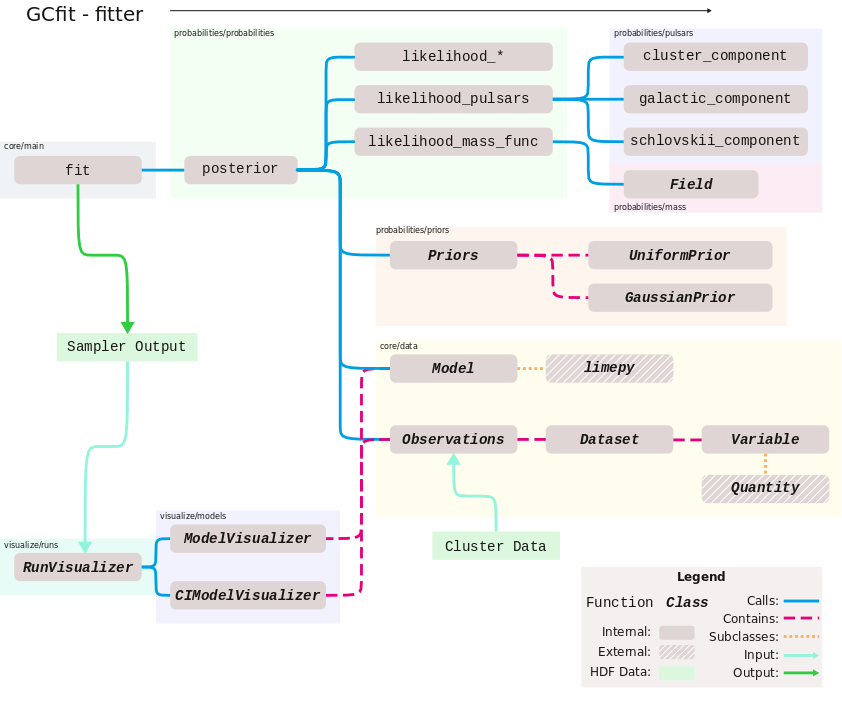 GCfit - fitter
probabilities/probabilities
probabilities/pulsars
likelihood_*
cluster_component
likelihood_pulsars
galactic_component
likelihood_mass_func
schlovskii_component
core/main
fit
posterior
Field
probabilities/mass
probabilities/priors
Priors
UniformPrior
GaussianPrior
Sampler Output
core/data
Model
limepy
Observations
Dataset
Variable
Quantity
visualize/models
ModelVisualizer
visualize/runs
RunVisualizer
CIModelVisualizer
Cluster Data
Legend
Function Class
Internal:
External:
HDF Data:
Calls:
Contains:
Subclasses:
Input:
Output: